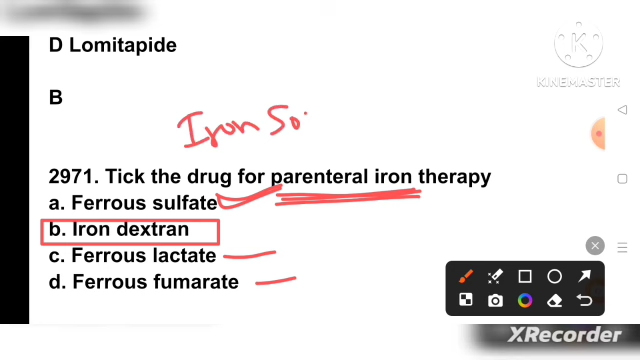 Lomitapide
D Lomitapide
K
KINEMASTER
B
Iron So
2971. Tick the drug for parenteral iron therapy
a. Ferrous sulfate
b. Iron dextran
c. Ferrous lactate
d. Ferrous fumarate
XRecorder